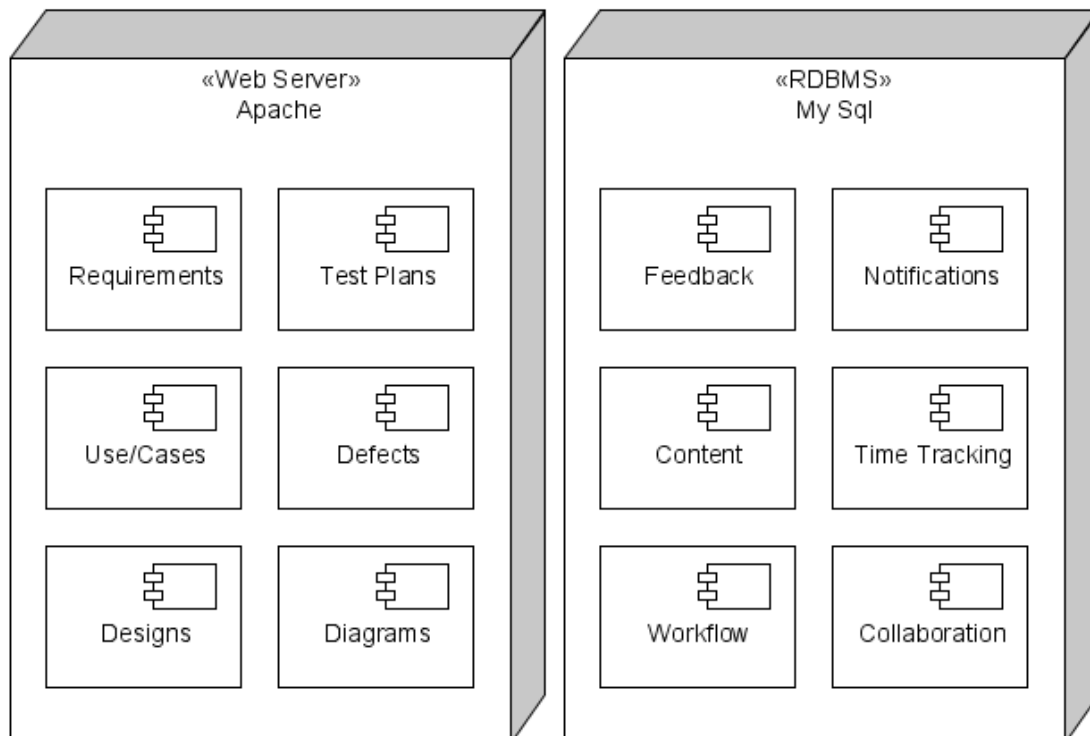 «Web Server»
Apache
Requirements
Test Plans
Use/Cases
Defects
Designs
Diagrams
«RDBMS»
My Sql
Feedback
Notifications
Content
Time Tracking
Workflow
Collaboration